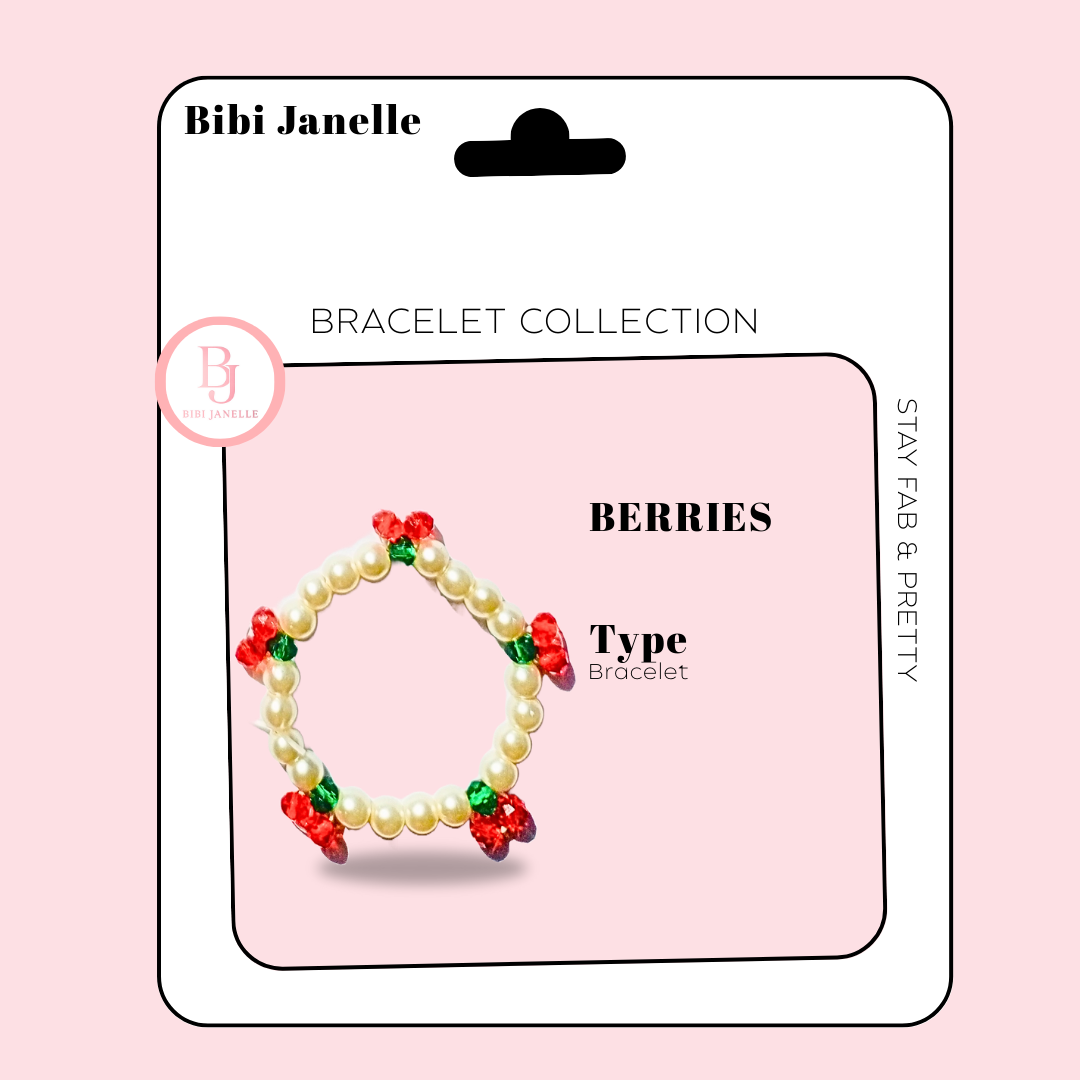 Bibi Janelle
BRACELET COLLECTION
BJ
BIBI JANELLE
STAY FAB & PRETTY
BERRIES
Type
Bracelet